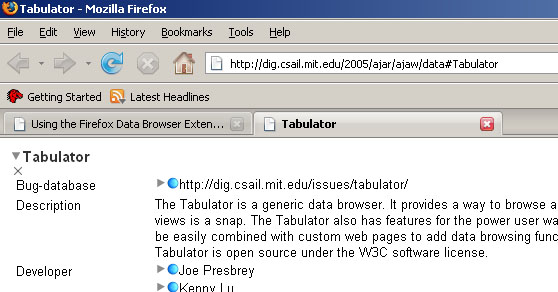 Tabulator - Mozilla Firefox
File Edit View History Bookmarks Tools Help
http://dig.csail.mit.edu/2005/ajar/ajaw/data#Tabulator
Getting Started Latest Headlines
Using the Firefox Data Browser Exten... Tabulator
Tabulator
Bug-database http://dig.csail.mit.edu/issues/tabulator/
Description The Tabulator is a generic data browser. It provides a way to browse a
views is a snap. The Tabulator also has features for the power user wa
be easily combined with custom web pages to add data browsing func
Tabulator is open source under the W3C software license.
Developer Joe Presbrey
Kenny Lu